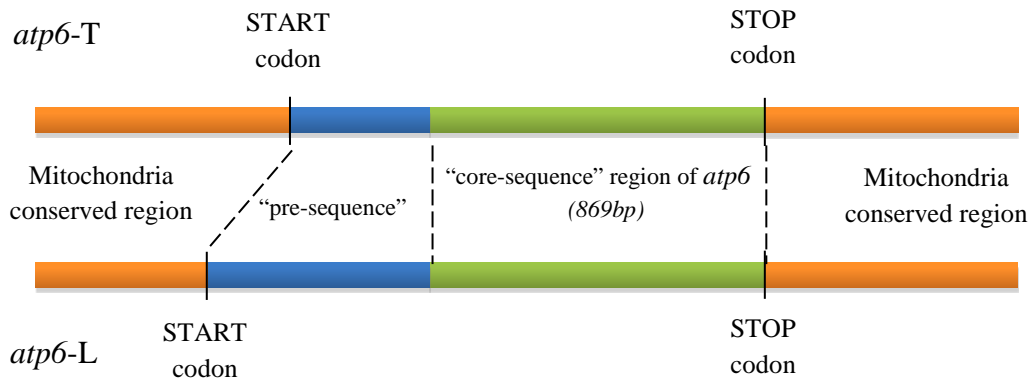 atp6-T
START
codon
STOP
codon
Mitochondria
conserved region
“pre-sequence”
“core-sequence” region of atp6
(869bp)
Mitochondria
conserved region
atp6-L
START
codon
STOP
codon